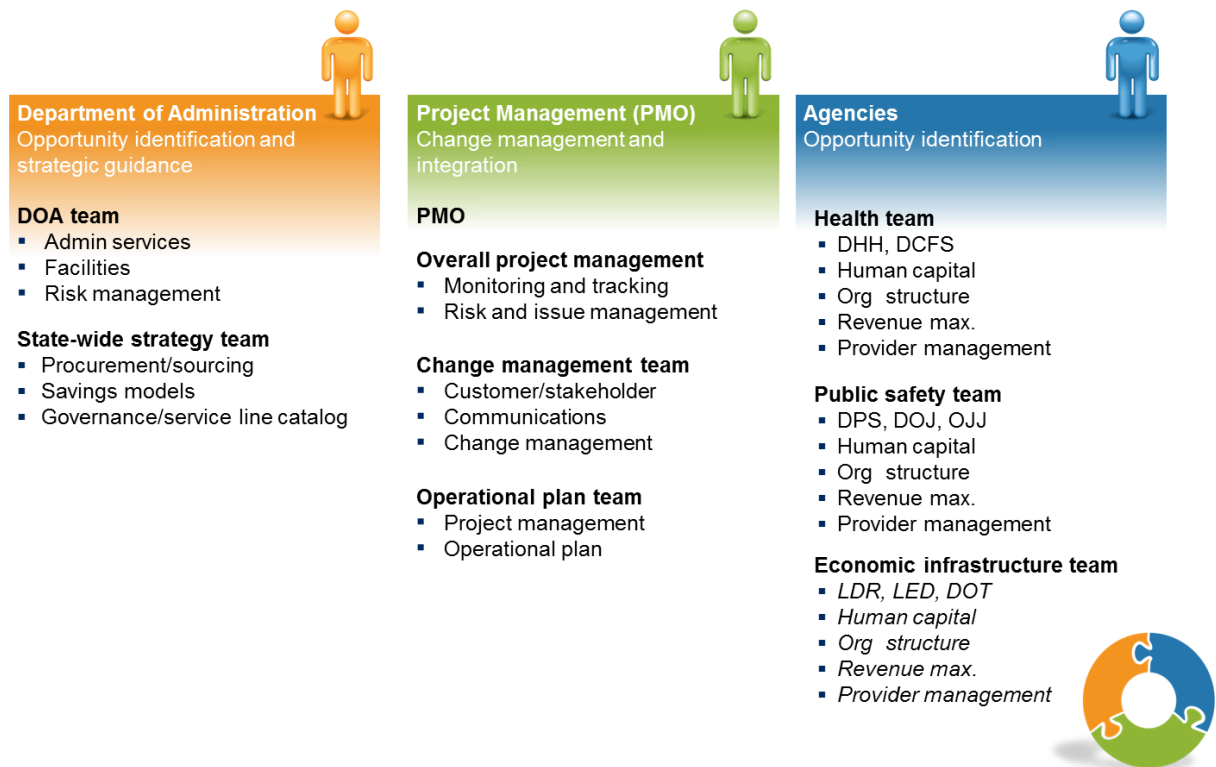 Department of Administration
Opportunity identification and
strategic guidance
DOA team
▪ Admin services
▪ Facilities
▪ Risk management
State-wide strategy team
▪ Procurement/sourcing
▪ Savings models
▪ Governance/service line catalog
Project Management (PMO)
Change management and
integration
PMO
Overall project management
▪ Monitoring and tracking
▪ Risk and issue management
Change management team
▪ Customer/stakeholder
▪ Communications
▪ Change management
Operational plan team
▪ Project management
▪ Operational plan
Agencies
Opportunity identification
Health team
▪ DHH, DCFS
▪ Human capital
▪ Org structure
▪ Revenue max.
▪ Provider management
Public safety team
▪ DPS, DOJ, OJJ
▪ Human capital
▪ Org structure
▪ Revenue max.
▪ Provider management
Economic infrastructure team
▪ LDR, LED, DOT
▪ Human capital
▪ Org structure
▪ Revenue max.
▪ Provider management